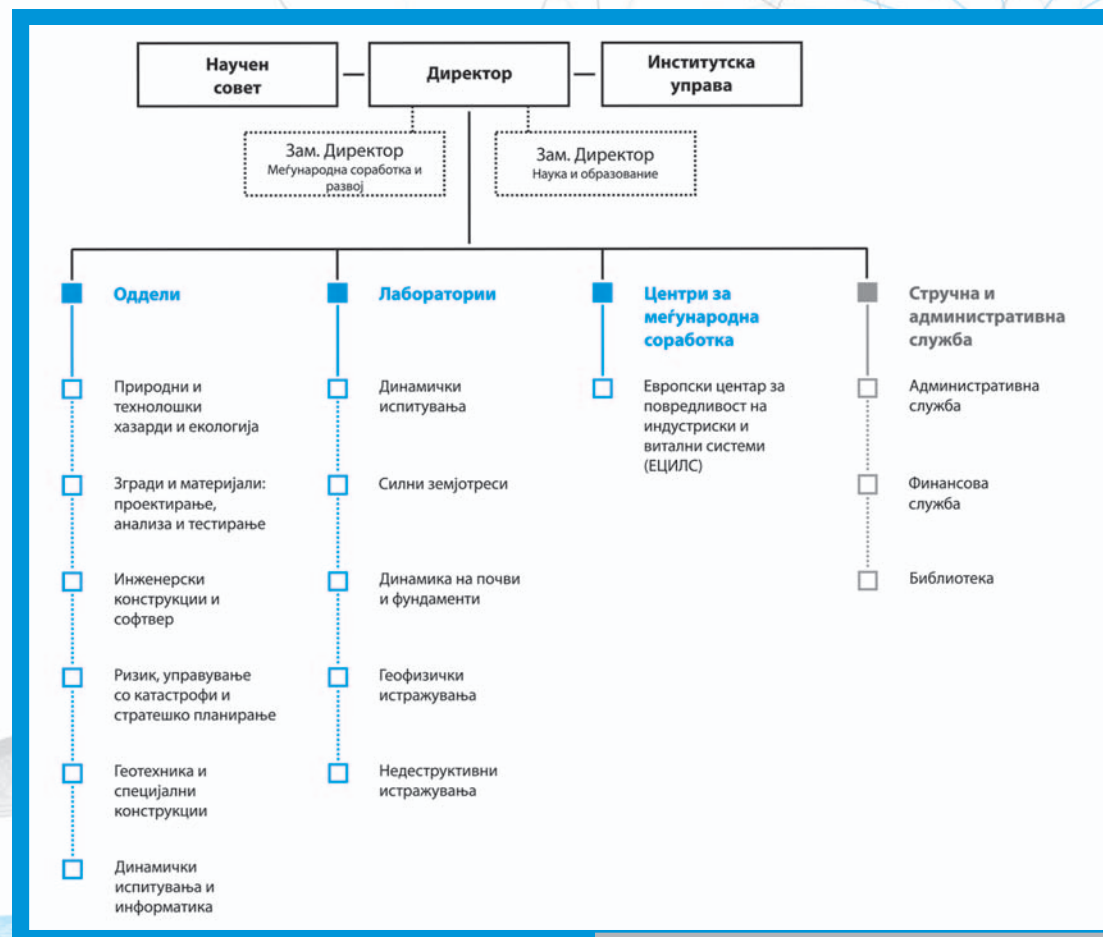 Научен
совет
Директор
Институтска
управа
Зам. Директор
Меѓународна соработка и
развој
Зам. Директор
Наука и образование
Оддели
Природни и
технолошки
хазарди и екологија
Згради и материјали:
проектирање,
анализа и тестирање
Инженерски
конструкции и
софтвер
Ризик, управување
со катастрофи и
стратешко планирање
Геотехника и
специјални
конструкции
Динамички
испитувања и
информатика
Лаборатории
Динамички
испитувања
Силни земјотреси
Динамика на почви
и фундаменти
Геофизички
истражувања
Недеструктивни
истражувања
Центри за
меѓународна
соработка
Европски центар за
повредливост на
индустриски и
витални системи
(ЕЦИЛС)
Стручна и
административна
служба
Административна
служба
Финансова
служба
Библиотека